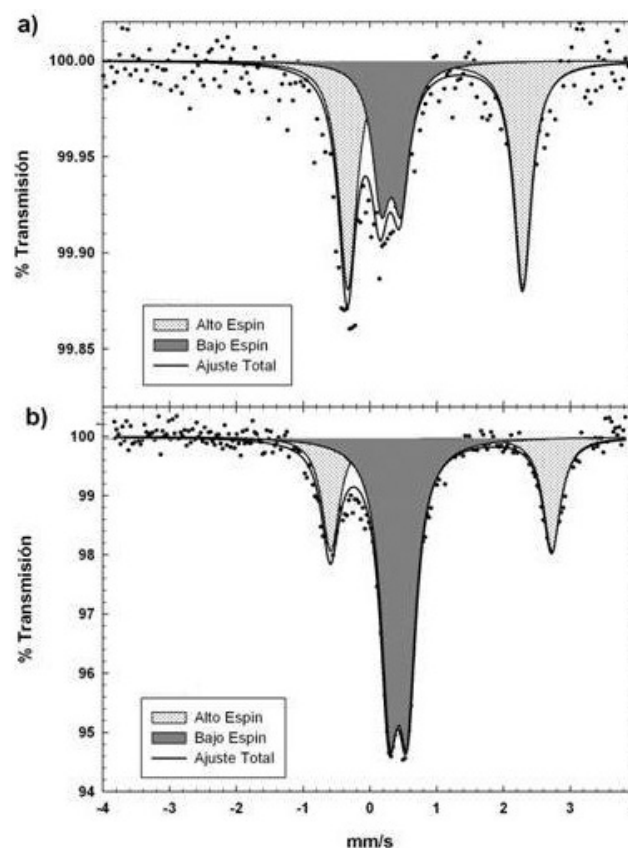 a)
100.00
99.95
99.90
99.85
% Transmisión
Alto Espin
Bajo Espin
Ajuste Total
b)
100
99
98
97
96
95
94
% Transmisión
Alto Espin
Bajo Espin
Ajuste Total
-4 -3 -2 -1 0 1 2 3
mm/s